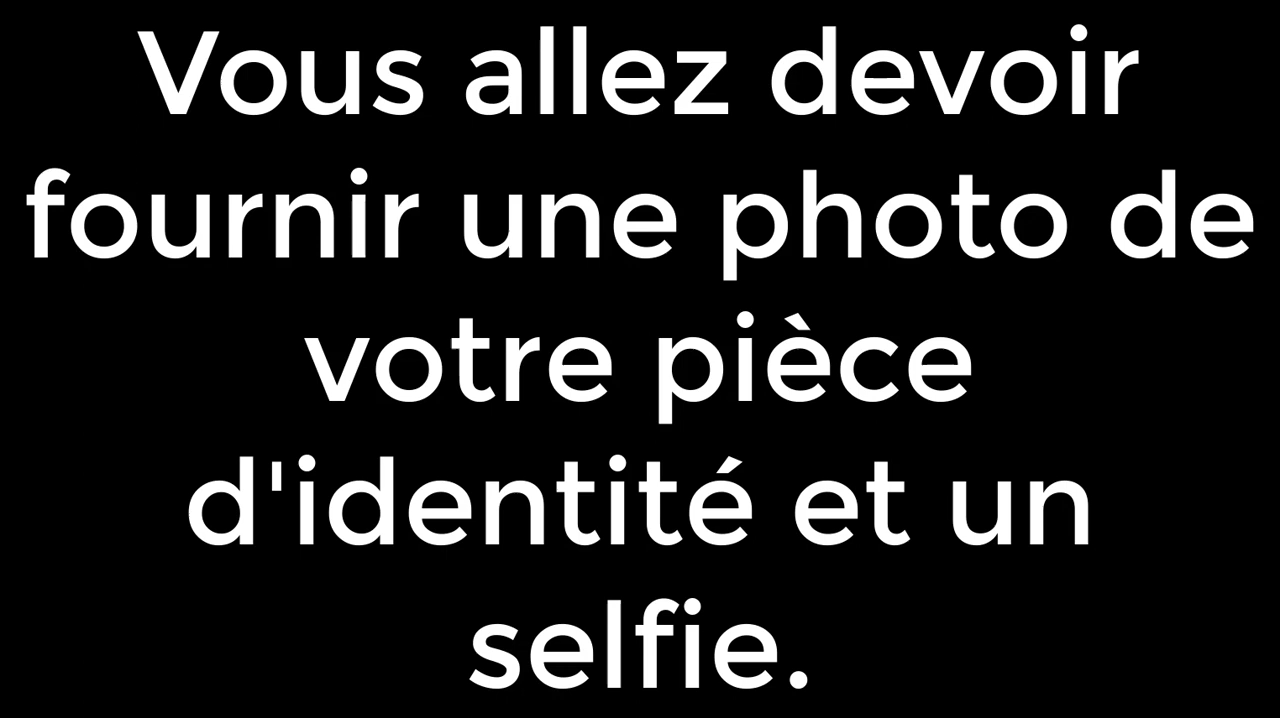 Vous allez devoir
fournir une photo de
votre pièce
d'identité et un
selfie.